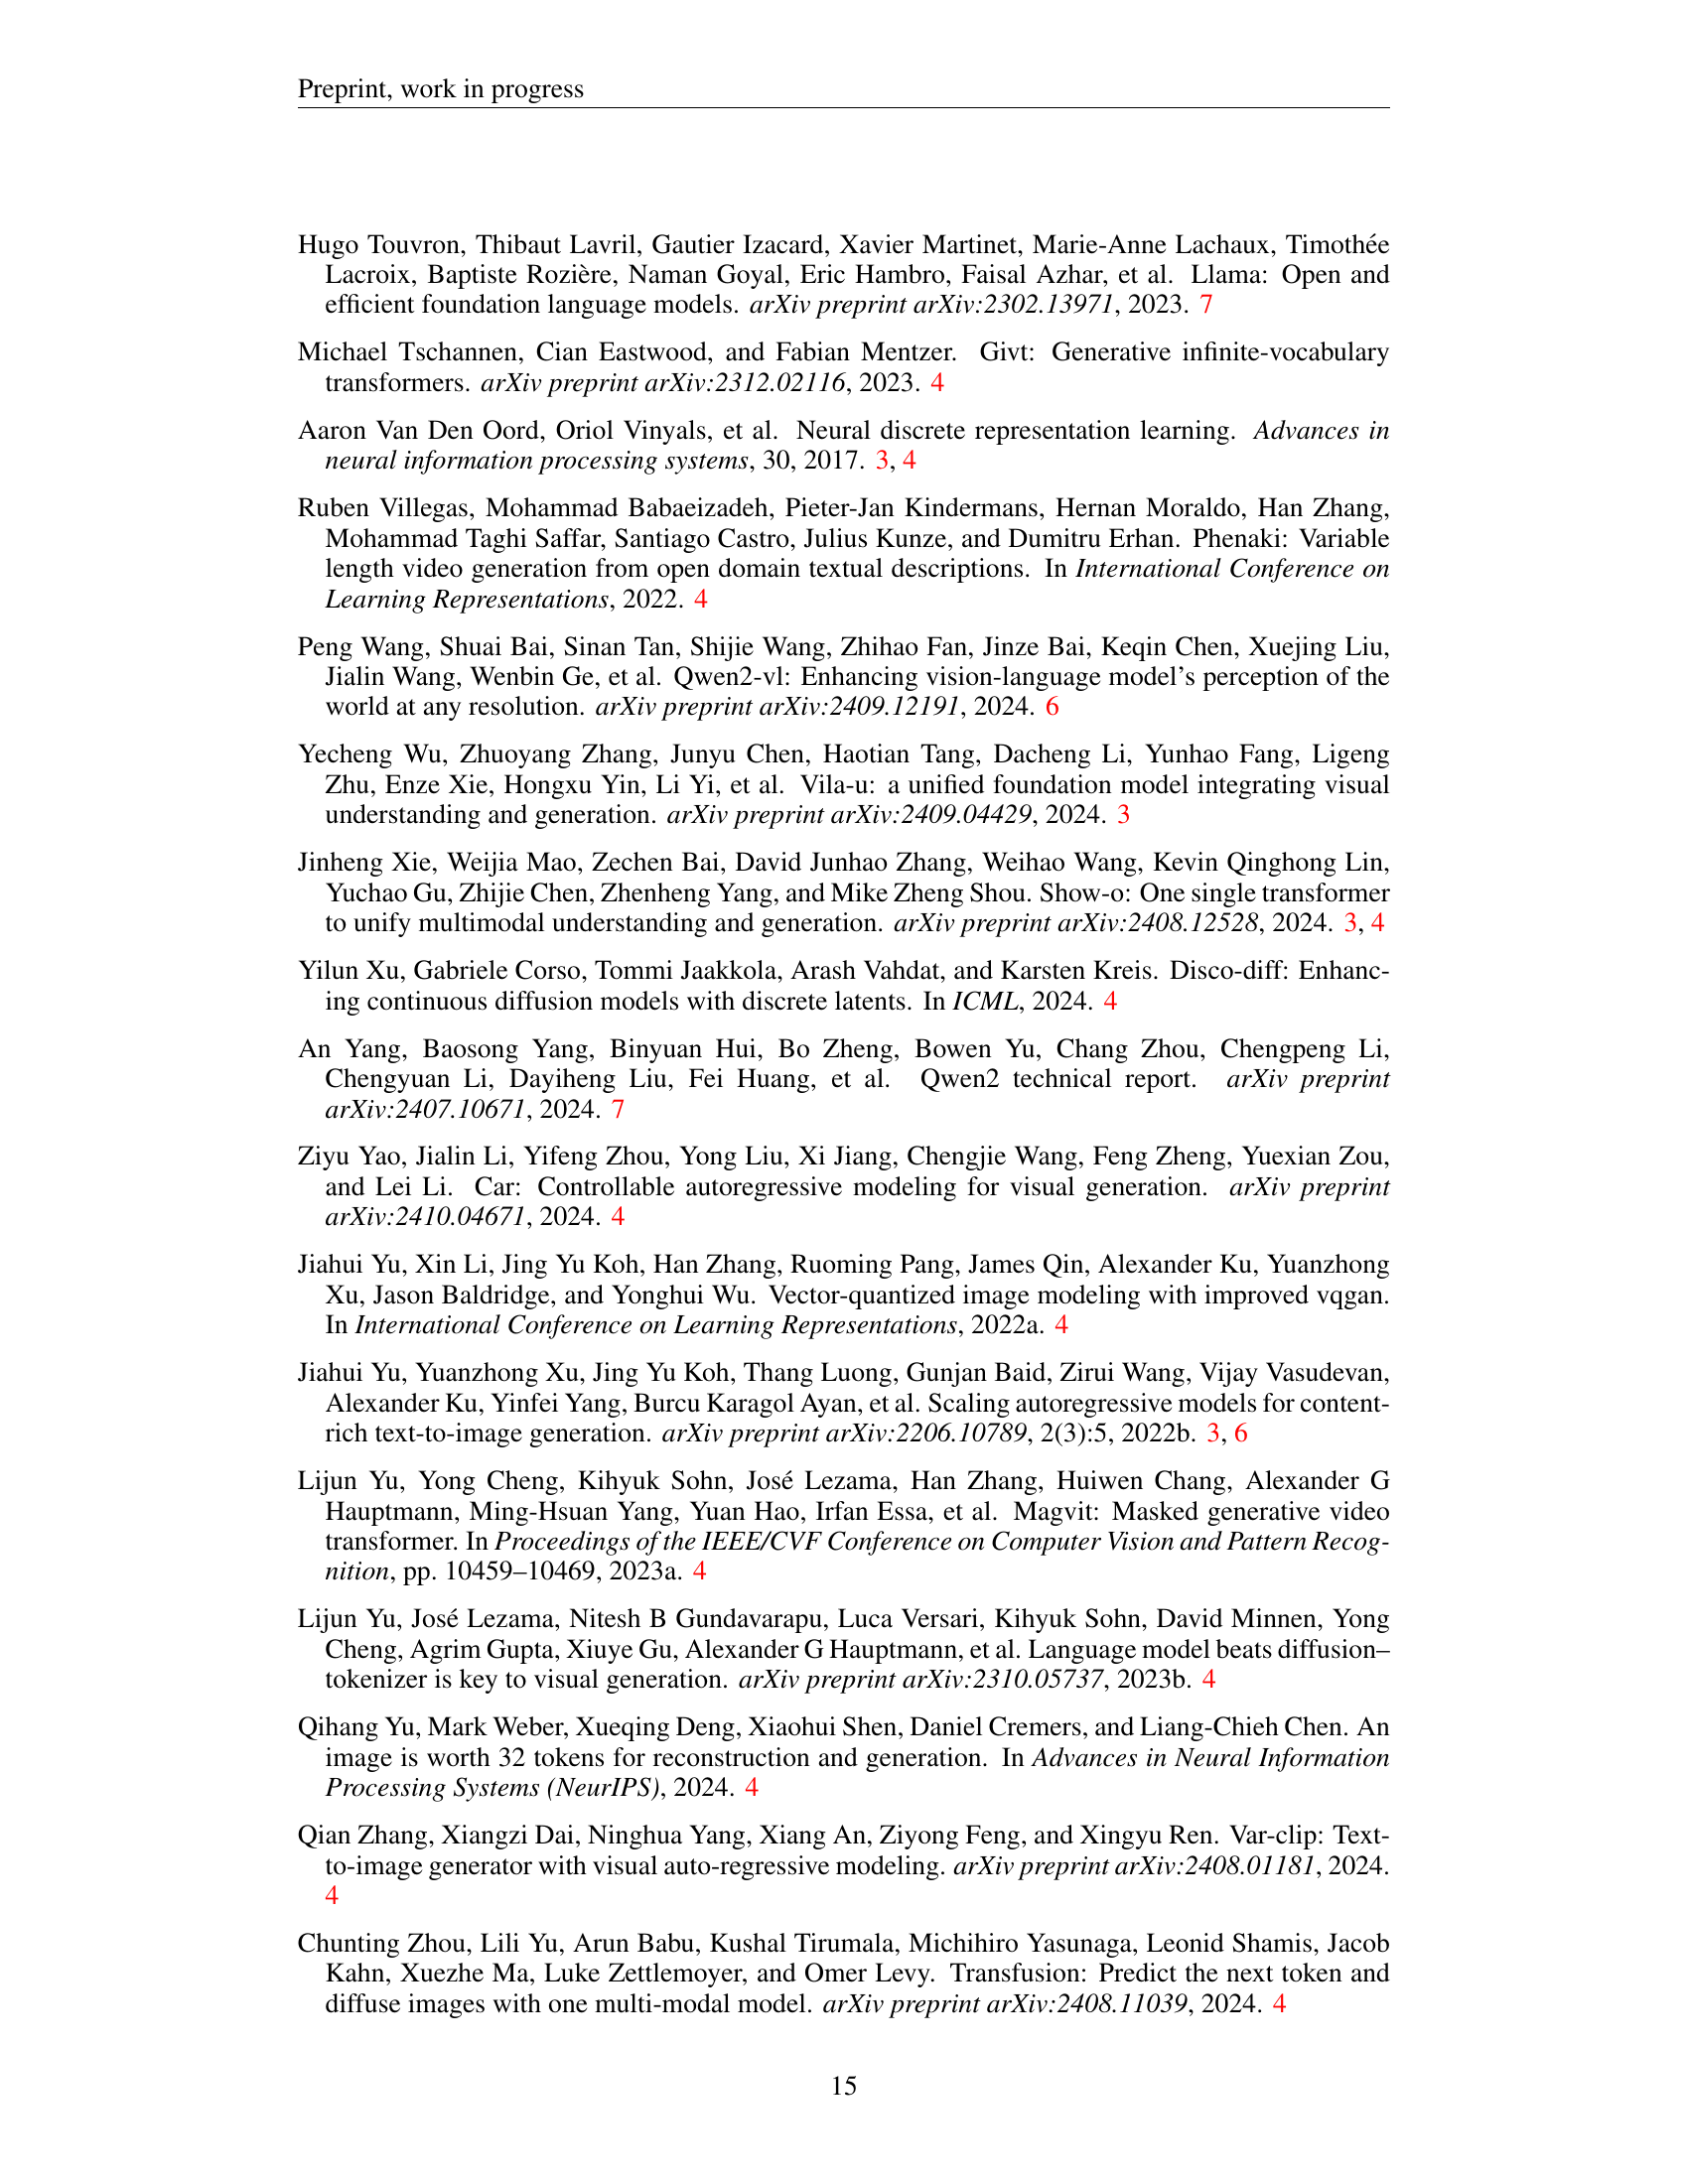 Preprint, work in progress
Hugo Touvron, Thibaut Lavril, Gautier Izacard, Xavier Martinet, Marie-Anne Lachaux, Timothée
Lacroix, Baptiste Rozière, Naman Goyal, Eric Hambro, Faisal Azhar, et al. Llama: Open and
efficient foundation language models. arXiv preprint arXiv:2302.13971, 2023. 7
Michael Tschannen, Cian Eastwood, and Fabian Mentzer. Givt: Generative infinite-vocabulary
transformers. arXiv preprint arXiv:2312.02116, 2023. 4
Aaron Van Den Oord, Oriol Vinyals, et al. Neural discrete representation learning. Advances in
neural information processing systems, 30, 2017. 3, 4
Ruben Villegas, Mohammad Babaeizadeh, Pieter-Jan Kindermans, Hernan Moraldo, Han Zhang,
Mohammad Taghi Saffar, Santiago Castro, Julius Kunze, and Dumitru Erhan. Phenaki: Variable
length video generation from open domain textual descriptions. In International Conference on
Learning Representations, 2022. 4
Peng Wang, Shuai Bai, Sinan Tan, Shijie Wang, Zhihao Fan, Jinze Bai, Keqin Chen, Xuejing Liu,
Jialin Wang, Wenbin Ge, et al. Qwen2-vl: Enhancing vision-language model's perception of the
world at any resolution. arXiv preprint arXiv:2409.12191, 2024. 6
Yecheng Wu, Zhuoyang Zhang, Junyu Chen, Haotian Tang, Dacheng Li, Yunhao Fang, Ligeng
Zhu, Enze Xie, Hongxu Yin, Li Yi, et al. Vila-u: a unified foundation model integrating visual
understanding and generation. arXiv preprint arXiv:2409.04429, 2024. 3
Jinheng Xie, Weijia Mao, Zechen Bai, David Junhao Zhang, Weihao Wang, Kevin Qinghong Lin,
Yuchao Gu, Zhijie Chen, Zhenheng Yang, and Mike Zheng Shou. Show-o: One single transformer
to unify multimodal understanding and generation. arXiv preprint arXiv:2408.12528, 2024. 3, 4
Yilun Xu, Gabriele Corso, Tommi Jaakkola, Arash Vahdat, and Karsten Kreis. Disco-diff: Enhanc-
ing continuous diffusion models with discrete latents. In ICML, 2024. 4
An Yang, Baosong Yang, Binyuan Hui, Bo Zheng, Bowen Yu, Chang Zhou, Chengpeng Li,
Chengyuan Li, Dayiheng Liu, Fei Huang, et al. Qwen2 technical report. arXiv preprint
arXiv:2407.10671, 2024. 7
Ziyu Yao, Jialin Li, Yifeng Zhou, Yong Liu, Xi Jiang, Chengjie Wang, Feng Zheng, Yuexian Zou,
and Lei Li. Car: Controllable autoregressive modeling for visual generation. arXiv preprint
arXiv:2410.04671, 2024. 4
Jiahui Yu, Xin Li, Jing Yu Koh, Han Zhang, Ruoming Pang, James Qin, Alexander Ku, Yuanzhong
Xu, Jason Baldridge, and Yonghui Wu. Vector-quantized image modeling with improved vqgan.
In International Conference on Learning Representations, 2022a. 4
Jiahui Yu, Yuanzhong Xu, Jing Yu Koh, Thang Luong, Gunjan Baid, Zirui Wang, Vijay Vasudevan,
Alexander Ku, Yinfei Yang, Burcu Karagol Ayan, et al. Scaling autoregressive models for content-
rich text-to-image generation. arXiv preprint arXiv:2206.10789, 2(3):5, 2022b. 3, 6
Lijun Yu, Yong Cheng, Kihyuk Sohn, José Lezama, Han Zhang, Huiwen Chang, Alexander G
Hauptmann, Ming-Hsuan Yang, Yuan Hao, Irfan Essa, et al. Magvit: Masked generative video
transformer. In Proceedings of the IEEE/CVF Conference on Computer Vision and Pattern Recog-
nition, pp. 10459–10469, 2023a. 4
Lijun Yu, José Lezama, Nitesh B Gundavarapu, Luca Versari, Kihyuk Sohn, David Minnen, Yong
Cheng, Agrim Gupta, Xiuye Gu, Alexander G Hauptmann, et al. Language model beats diffusion–
tokenizer is key to visual generation. arXiv preprint arXiv:2310.05737, 2023b. 4
Qihang Yu, Mark Weber, Xueqing Deng, Xiaohui Shen, Daniel Cremers, and Liang-Chieh Chen. An
image is worth 32 tokens for reconstruction and generation. In Advances in Neural Information
Processing Systems (NeurIPS), 2024. 4
Qian Zhang, Xiangzi Dai, Ninghua Yang, Xiang An, Ziyong Feng, and Xingyu Ren. Var-clip: Text-
to-image generator with visual auto-regressive modeling. arXiv preprint arXiv:2408.01181, 2024.
4
Chunting Zhou, Lili Yu, Arun Babu, Kushal Tirumala, Michihiro Yasunaga, Leonid Shamis, Jacob
Kahn, Xuezhe Ma, Luke Zettlemoyer, and Omer Levy. Transfusion: Predict the next token and
diffuse images with one multi-modal model. arXiv preprint arXiv:2408.11039, 2024. 4
15